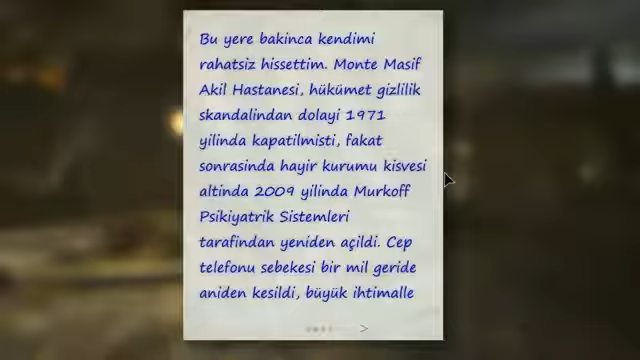 Bu yere bakinca kendimi
rahatsiz hissettim. Monte Masif
Akil Hastanesi, hükümet gizlilik
skandalindan dolayi 1971
yilinda kapatilmisti, fakat
sonrasinda hayir kurumu kisvesi
altinda 2009 yilinda Murkoff
Psikiyatrik Sistemleri
tarafindan yeniden açildi. Cep
telefonu sebekesi bir mil geride
aniden kesildi, büyük ihtimalle